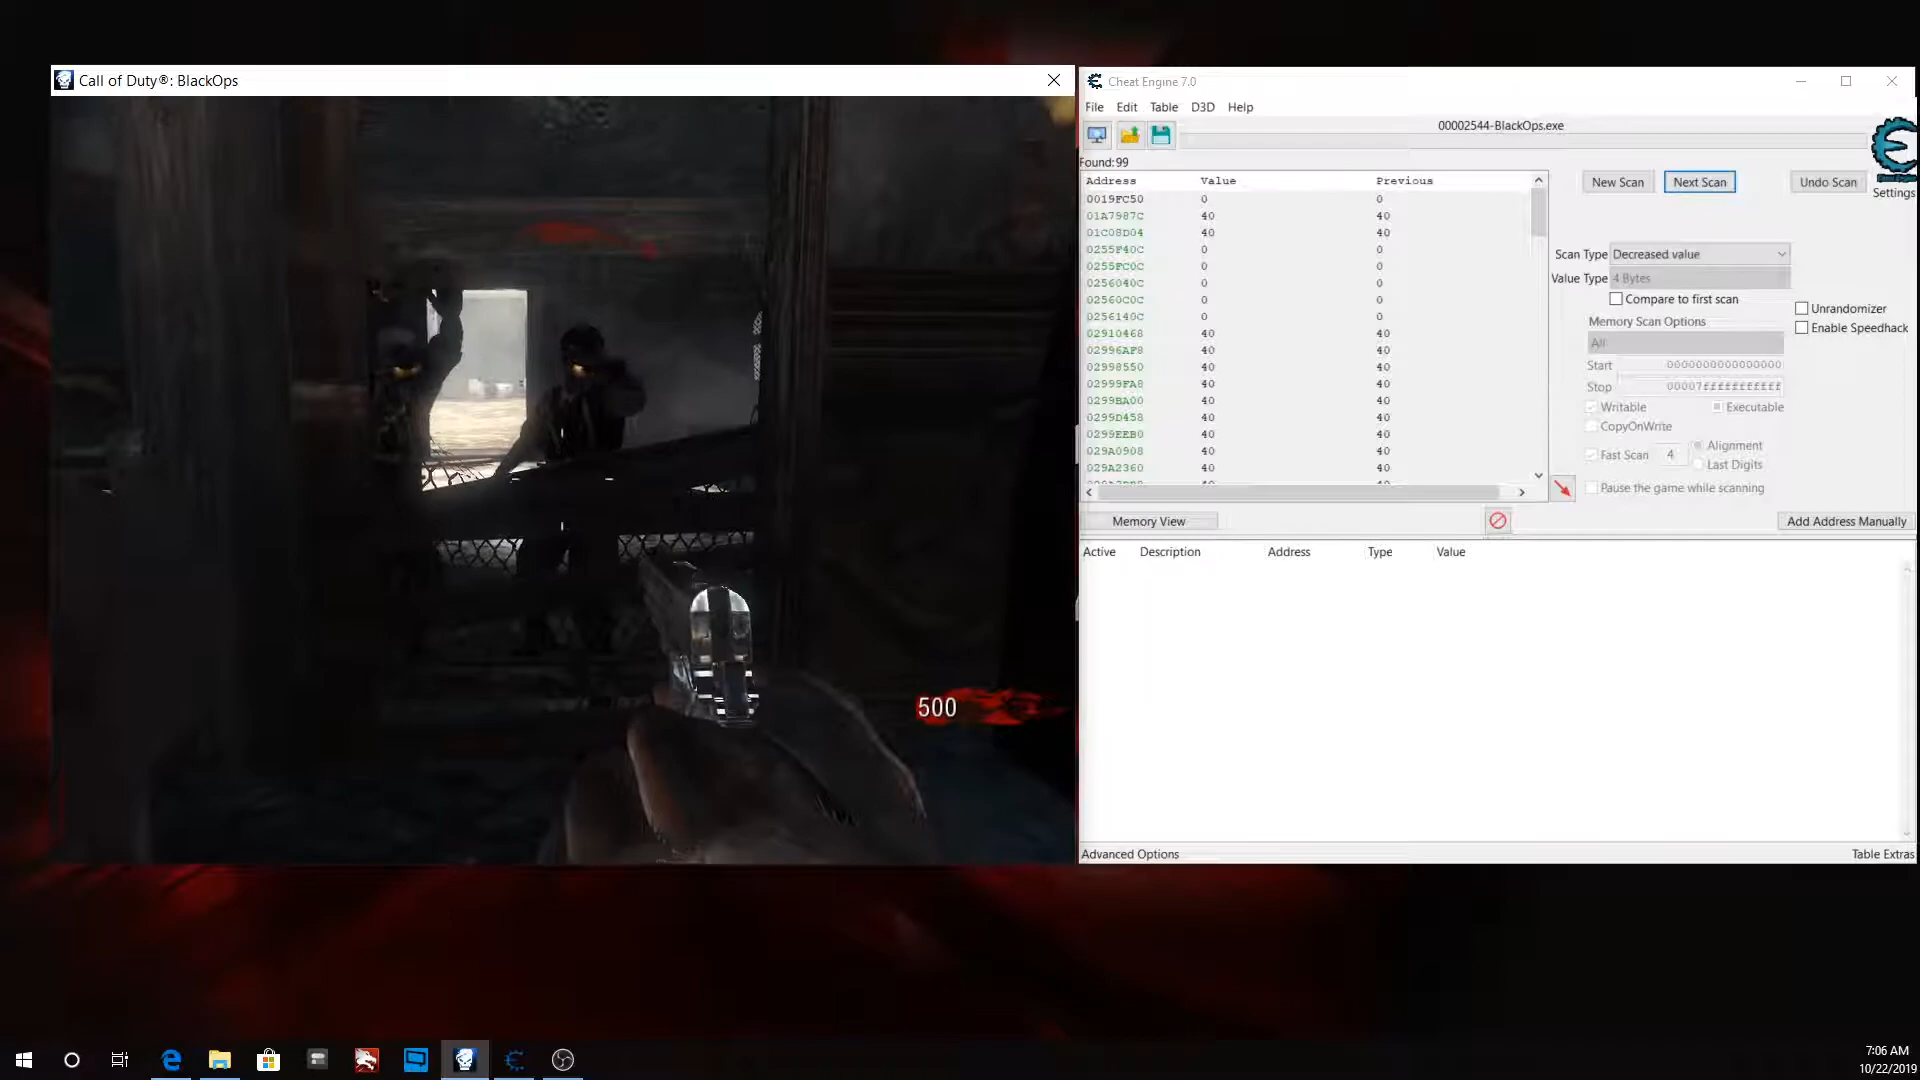 Call of Duty®: BlackOps
500
Cheat Engine 7.0
File Edit Table D3D Help
00002544-BlackOps.exe
Found:99
Address Value Previous
0019FC50 0 0
01A7987C 40 40
01C08D04 40 40
0255F40C 0 0
0255FC0C 0 0
0256040C 0 0
02560C0C 0 0
0256140C 0 0
02910468 40 40
02996AF8 40 40
02998550 40 40
02999FA8 40 40
0299BA00 40 40
0299D458 40 40
0299EEB0 40 40
029A0908 40 40
029A2360 40 40
New Scan Next Scan Undo Scan
Settings
Scan Type Decreased value
Value Type 4 Bytes
Compare to first scan
Unrandomizer
Memory Scan Options
Enable Speedhack
All
Start 0000000000000000
Stop 00007fffffffffff
Writable Executable
CopyOnWrite
Fast Scan 4 Alignment
Last Digits
Pause the game while scanning
Memory View Add Address Manually
Active Description Address Type Value
Advanced Options Table Extras
7:06 AM
10/22/2019